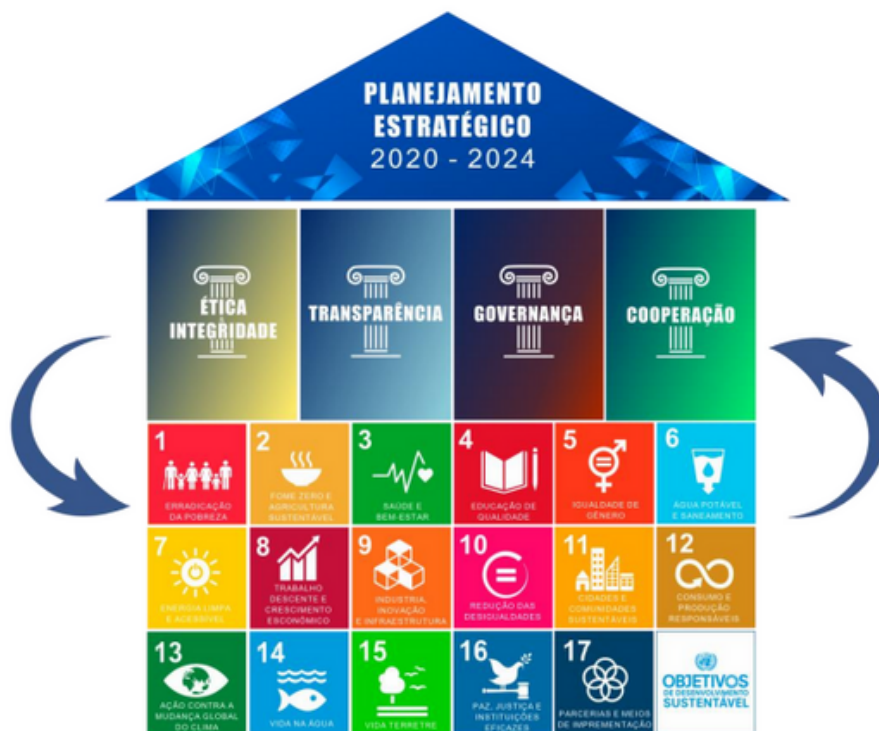 PLANEJAMENTO
ESTRATÉGICO
2020 - 2024
ÉTICA
INTEGRIDADE
TRANSPARÊNCIA
GOVERNANÇA
COOPERAÇÃO
1
ERRADICAÇÃO
DA POBREZA
2
FOME ZERO E
AGRICULTURA
SUSTENTÁVEL
3
SAÚDE E
BEM-ESTAR
4
EDUCAÇÃO DE
QUALIDADE
5
IGUALDADE DE
GÊNERO
6
ÁGUA POTÁVEL
E SANEAMENTO
7
ENERGIA LIMPA
E ACESSÍVEL
8
TRABALHO
DESCENTE E
CRESCIMENTO
ESCONÔMICO
9
INDUSTRIA,
INOVAÇÃO
E INFRAESTRUTURA
10
REDUÇÃO DAS
DESIGUALDADES
11
CIDADES E
COMUNIDADES
SUSTENTÁVEIS
12
CONSUMO E
PRODUÇÃO
RESPONSÁVEIS
13
AÇÃO CONTRA A
MUDANÇA GLOBAL
DO CLIMA
14
VIDA NA ÁGUA
15
VIDA TERRETRE
16
PAZ, JUSTIÇA E
INSTITUIÇÕES
EFICAZES
17
PARCERIAS E MEIOS
DE IMPREMENTAÇÃO
OBJETIVOS
DE DESENVOLVIMENTO
SUSTENTÁVEL